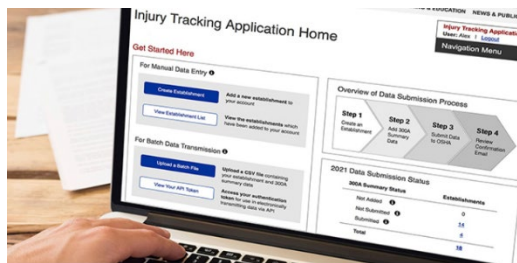 EDUCATION NEWS & PUBLIC
Injury Tracking Application Home
Injury Tracking Applicatio
User: Alex | Logout
Navigation Menu
Get Started Here
For Manual Data Entry
Create Establishment
Add a new establishment to
your account
View Establishment List
View the establishments which
have been added to your account
For Batch Data Transmission
Upload a Batch File
Upload a CSV file containing
your establishment and 300A
summary data
View Your API Token
Access your authentication
token for use in electronically
transmitting data via API
Overview of Data Submission Process
Step 1
Create an
Establishment
Step 2
Add 300A
Summary
Data
Step 3
Submit Data
to OSHA
Step 4
Review
Confirmation
Email
2021 Data Submission Status
300A Summary Status
Establishments
Not Added
0
Not Submitted
14
Submitted
4
Total
18